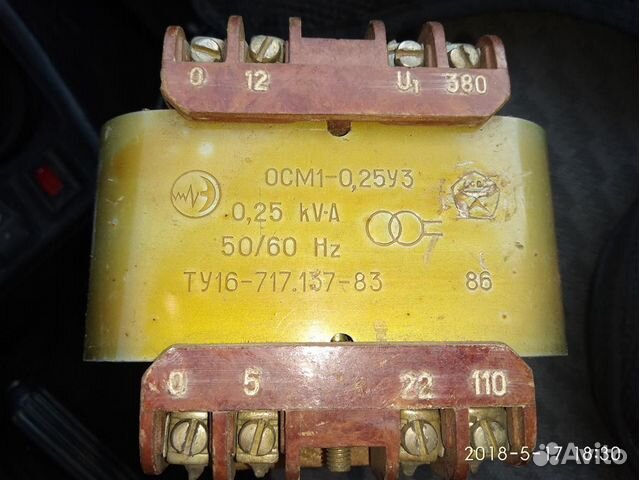 0 12 U₁ 380
ОСМ1-0,25У3
0,25 kV·A
50/60 Hz
ТУ16-717.137-83 86
0 5 22 110
2018-5-17 18:30
Avito